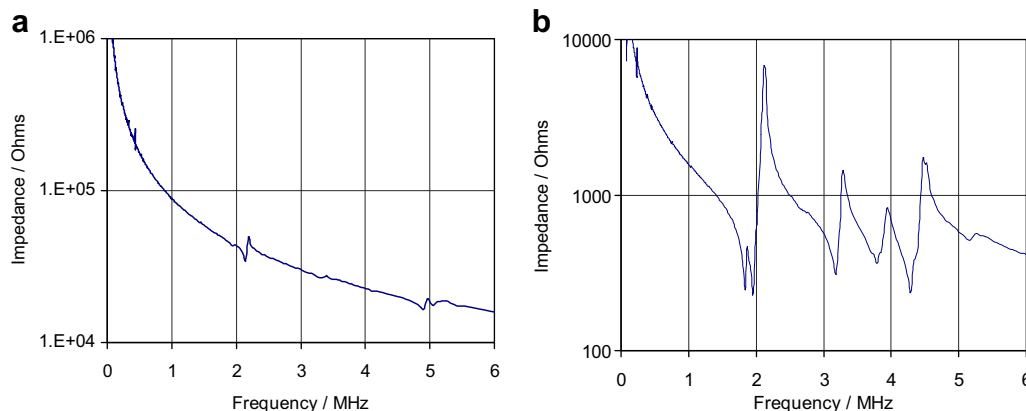 a
1.E+06
1.E+05
1.E+04
Impedance / Ohms
0 1 2 3 4 5 6
Frequency / MHz
b
10000
1000
100
Impedance / Ohms
0 1 2 3 4 5 6
Frequency / MHz